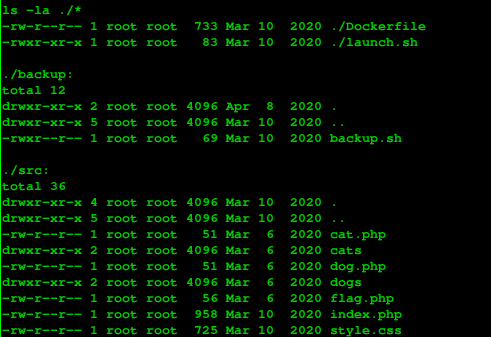 ls -la ./*
-rw-r--r-- 1 root root  733 Mar 10  2020 ./Dockerfile
-rwxr-xr-x 1 root root   83 Mar 10  2020 ./launch.sh

./backup:
total 12
drwxr-xr-x 2 root root 4096 Apr  8  2020 .
drwxr-xr-x 5 root root 4096 Mar 10  2020 ..
-rwxr--r-- 1 root root   69 Mar 10  2020 backup.sh

./src:
total 36
drwxr-xr-x 4 root root 4096 Mar 10  2020 .
drwxr-xr-x 5 root root 4096 Mar 10  2020 ..
-rw-r--r-- 1 root root   51 Mar  6  2020 cat.php
drwxr-xr-x 2 root root 4096 Mar  6  2020 cats
-rw-r--r-- 1 root root   51 Mar  6  2020 dog.php
drwxr-xr-x 2 root root 4096 Mar  6  2020 dogs
-rw-r--r-- 1 root root   56 Mar  6  2020 flag.php
-rw-r--r-- 1 root root  958 Mar 10  2020 index.php
-rw-r--r-- 1 root root  725 Mar 10  2020 style.css